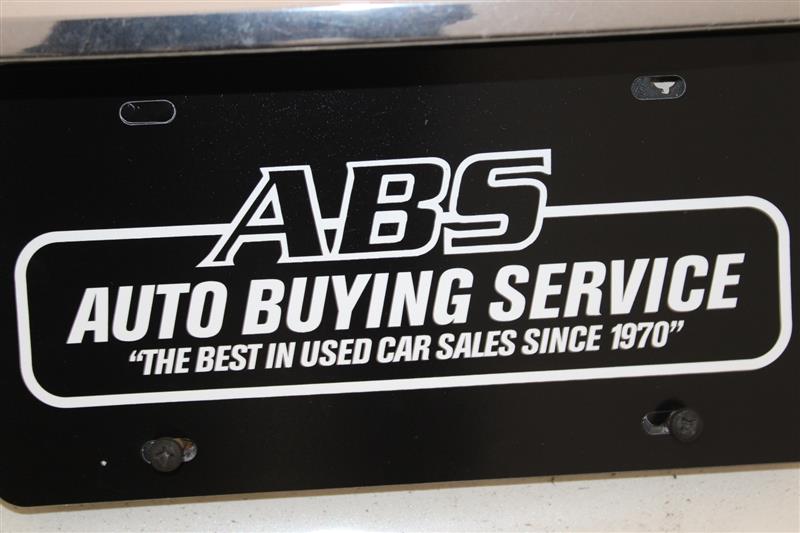 ABS
AUTO BUYING SERVICE
“THE BEST IN USED CAR SALES SINCE 1970”